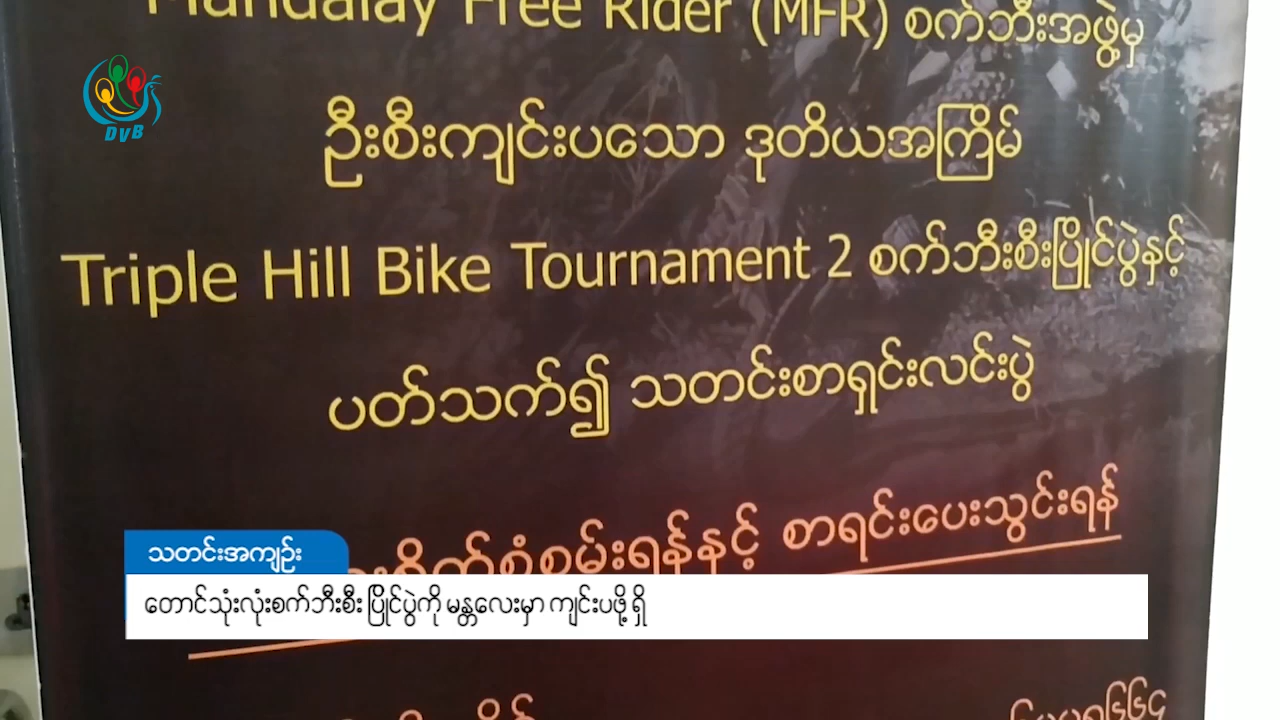 Mandalay Free Rider (MFR) စက်ဘီးအဖွဲ့မှ
DVB
ဦးစီးကျင်းပသော ဒုတိယအကြိမ်
Triple Hill Bike Tournament 2 စက်ဘီးစီးပြိုင်ပွဲနှင့်
ပတ်သက်၍ သတင်းစာရှင်းလင်းပွဲ
စာရင်းပေးသွင်းရန်
သတင်းအကျဉ်း
တောင်သုံးလုံးစက်ဘီးစီး ပြိုင်ပွဲကို မန္တလေးမှာ ကျင်းပဖို့ ရှိ